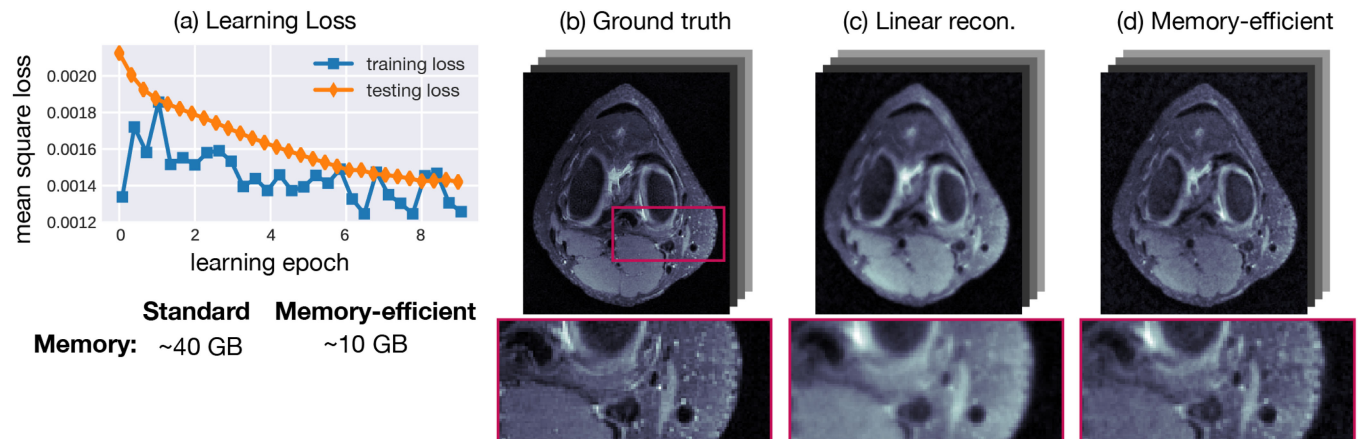 (a) Learning Loss
mean square loss
0.0020
0.0018
0.0016
0.0014
0.0012
training loss
testing loss
0 2 4 6 8
learning epoch
Standard Memory-efficient
Memory: ~40 GB ~10 GB
(b) Ground truth
(c) Linear recon.
(d) Memory-efficient